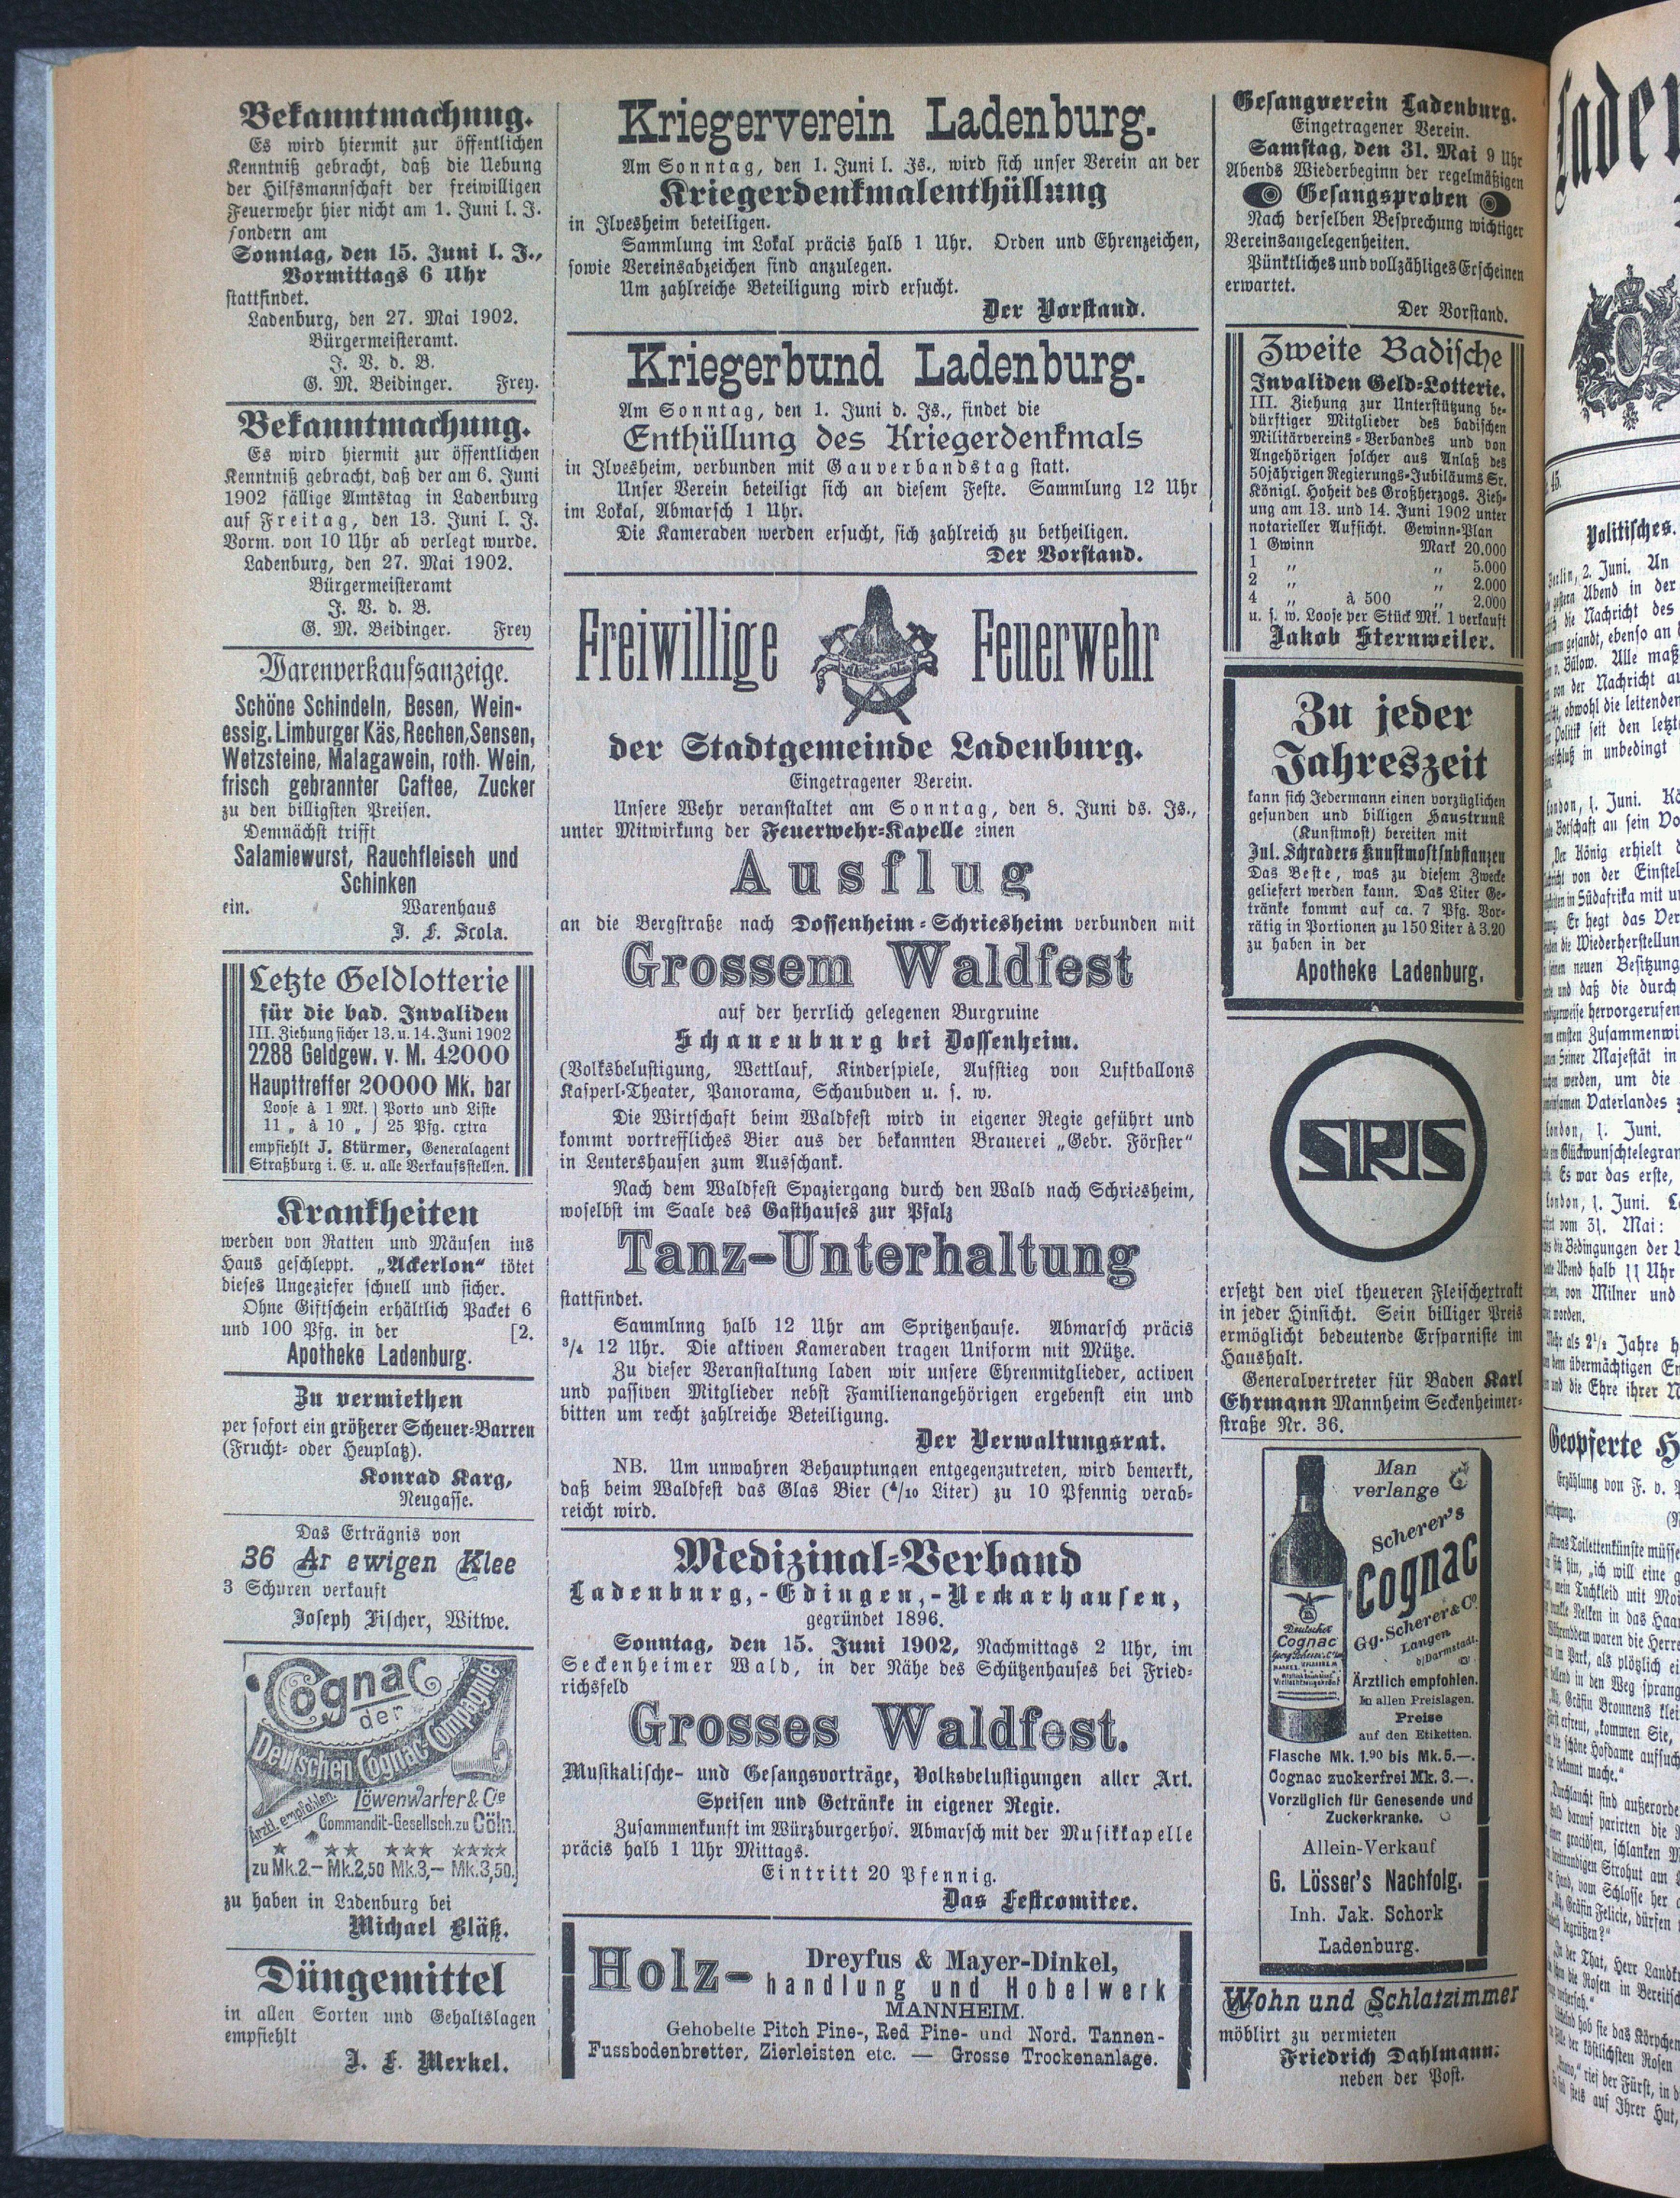 Bekanntmachung.
Es wird hiermit zur öffentlichen
Kenntniß gebracht, daß die Uebung
der Hilfsmannschaft der freiwilligen
Feuerwehr hier nicht am 1. Juni l. J.
sondern am
Sonntag, den 15. Juni l. J.,
Vormittags 6 Uhr
stattfindet.
Ladenburg, den 27. Mai 1902.
Bürgermeisteramt.
J. V. d. B.
G. M. Beidinger. Frey.
Bekanntmachung.
Es wird hiermit zur öffentlichen
Kenntniß gebracht, daß der am 6. Juni
1902 fällige Amtstag in Ladenburg
auf Freitag, den 13. Juni l. J.
Vorm. von 10 Uhr ab verlegt wurde.
Ladenburg, den 27. Mai 1902.
Bürgermeisteramt
J. V. d. B.
G. M. Beidinger. Frey
Warenverkaufsanzeige.
Schöne Schindeln, Besen, Wein-
essig, Limburger Käs, Rechen, Sensen,
Wetzsteine, Malagawein, roth. Wein,
frisch gebrannter Caffee, Zucker
zu den billigsten Preisen.
Demnächst trifft
Salamiewurst, Rauchfleisch und
Schinken
ein. Warenhaus
J. F. Scola.
Letzte Geldlotterie
für die bad. Invaliden
III. Ziehung sicher 13. u. 14. Juni 1902
2288 Geldgew. v. M. 42000
Haupttreffer 20000 Mk. bar
Loose à 1 Mk. | Porto und Liste
11 „ à 10 „ | 25 Pfg. extra
empfiehlt J. Stürmer, Generalagent
Straßburg i. E. u. alle Verkaufsstellen.
Krankheiten
werden von Ratten und Mäusen ins
Haus geschleppt. „Ackerlon“ tötet
dieses Ungeziefer schnell und sicher.
Ohne Giftschein erhältlich Packet 6
und 100 Pfg. in der [2.
Apotheke Ladenburg.
Zu vermiethen
per sofort ein größerer Scheuer-Barren
(Frucht- oder Heuplatz).
Konrad Karg,
Neugasse.
Das Erträgnis von
36 Ar ewigen Klee
3 Schuren verkauft
Joseph Fischer, Witwe.
Cognac
der
Deutschen Cognac-Compagnie
Ärztl. empfohlen.
Löwenwarter & Cie
Commandit-Gesellsch. zu Cöln.
★ ★★ ★★★ ★★★★
zu Mk. 2.— Mk. 2,50 Mk. 3,— Mk. 3,50.
zu haben in Ladenburg bei
Michael Bläß.
Düngemittel
in allen Sorten und Gehaltslagen
empfiehlt
J. F. Merkel.
Kriegerverein Ladenburg.
Am Sonntag, den 1. Juni l. Js., wird sich unser Verein an der
Kriegerdenkmalenthüllung
in Ilvesheim beteiligen.
Sammlung im Lokal präcis halb 1 Uhr. Orden und Ehrenzeichen,
sowie Vereinsabzeichen sind anzulegen.
Um zahlreiche Beteiligung wird ersucht.
Der Vorstand.
Kriegerbund Ladenburg.
Am Sonntag, den 1. Juni d. Js., findet die
Enthüllung des Kriegerdenkmals
in Ilvesheim, verbunden mit Gauverbandstag statt.
Unser Verein beteiligt sich an diesem Feste. Sammlung 12 Uhr
im Lokal, Abmarsch 1 Uhr.
Die Kameraden werden ersucht, sich zahlreich zu betheiligen.
Der Vorstand.
Freiwillige Feuerwehr
der Stadtgemeinde Ladenburg.
Eingetragener Verein.
Unsere Wehr veranstaltet am Sonntag, den 8. Juni ds. Js.,
unter Mitwirkung der Feuerwehr-Kapelle einen
Ausflug
an die Bergstraße nach Dossenheim-Schriesheim verbunden mit
Grossem Waldfest
auf der herrlich gelegenen Burgruine
Schauenburg bei Dossenheim.
(Volksbelustigung, Wettlauf, Kinderspiele, Aufstieg von Luftballons
Kasperl-Theater, Panorama, Schaubuden u. s. w.
Die Wirtschaft beim Waldfest wird in eigener Regie geführt und
kommt vortreffliches Bier aus der bekannten Brauerei „Gebr. Förster“
in Leutershausen zum Ausschank.
Nach dem Waldfest Spaziergang durch den Wald nach Schriesheim,
woselbst im Saale des Gasthauses zur Pfalz
Tanz-Unterhaltung
stattfindet.
Sammlnng halb 12 Uhr am Spritzenhause. Abmarsch präcis
3/4 12 Uhr. Die aktiven Kameraden tragen Uniform mit Mütze.
Zu dieser Veranstaltung laden wir unsere Ehrenmitglieder, activen
und passiven Mitglieder nebst Familienangehörigen ergebenst ein und
bitten um recht zahlreiche Beteiligung.
Der Verwaltungsrat.
NB. Um unwahren Behauptungen entgegenzutreten, wird bemerkt,
daß beim Waldfest das Glas Bier (4/10 Liter) zu 10 Pfennig verab-
reicht wird.
Medizinal-Verband
Ladenburg,-Edingen,-Neckarhausen,
gegründet 1896.
Sonntag, den 15. Juni 1902, Nachmittags 2 Uhr, im
Seckenheimer Wald, in der Nähe des Schützenhauses bei Fried-
richsfeld
Grosses Waldfest.
Musikalische- und Gesangsvorträge, Volksbelustigungen aller Art.
Speisen und Getränke in eigener Regie.
Zusammenkunft im Würzburgerhof. Abmarsch mit der Musikkapelle
präcis halb 1 Uhr Mittags.
Eintritt 20 Pfennig.
Das Festcomitee.
Dreyfus & Mayer-Dinkel,
Holz-handlung und Hobelwerk
MANNHEIM.
Gehobelte Pitch Pine-, Red Pine- und Nord. Tannen-
Fussbodenbretter, Zierleisten etc. — Grosse Trockenanlage.
Gesangverein Ladenburg.
Eingetragener Verein.
Samstag, den 31. Mai 9 Uhr
Abends Wiederbeginn der regelmäßigen
Gesangsproben
Nach derselben Besprechung wichtiger
Vereinsangelegenheiten.
Pünktliches und vollzähliges Erscheinen
erwartet.
Der Vorstand.
Zweite Badische
Invaliden Geld-Lotterie.
III. Ziehung zur Unterstützung be-
dürftiger Mitglieder des badischen
Militärvereins-Verbandes und von
Angehörigen solcher aus Anlaß des
50jährigen Regierungs-Jubiläums Sr.
Königl. Hoheit des Großherzogs. Zieh-
ung am 13. und 14. Juni 1902 unter
notarieller Aufsicht. Gewinn-Plan
1 Gwinn Mark 20.000
1 „ „ 5.000
2 „ „ 2.000
4 „ à 500 „ 2.000
u. s. w. Loose per Stück Mk. 1 verkauft
Jakob Sternweiler.
Zu jeder
Jahreszeit
kann sich Jedermann einen vorzüglichen
gesunden und billigen Haustrunk
(Kunstmost) bereiten mit
Jul. Schraders Kunstmostsubstanzen
Das Beste, was zu diesem Zwecke
geliefert werden kann. Das Liter Ge-
tränke kommt auf ca. 7 Pfg. Vor-
rätig in Portionen zu 150 Liter à 3.20
zu haben in der
Apotheke Ladenburg.
SIRIS
ersetzt den viel theueren Fleischextrakt
in jeder Hinsicht. Sein billiger Preis
ermöglicht bedeutende Ersparniße im
Haushalt.
Generalvertreter für Baden Karl
Ehrmann Mannheim Seckenheimer-
straße Nr. 36.
Man
verlange
Scherer's
Cognac
Gg. Scherer & Co.
Langen
b/Darmstadt.
Deutscher
Cognac
Ärztlich empfohlen.
In allen Preislagen.
Preise
auf den Etiketten.
Flasche Mk. 1.90 bis Mk. 5.—.
Cognac zuckerfrei Mk. 3.—.
Vorzüglich für Genesende und
Zuckerkranke.
Allein-Verkauf
G. Lösser's Nachfolg.
Inh. Jak. Schork
Ladenburg.
Wohn und Schlafzimmer
möblirt zu vermieten
Friedrich Dahlmann:
neben der Post.
Politisches.